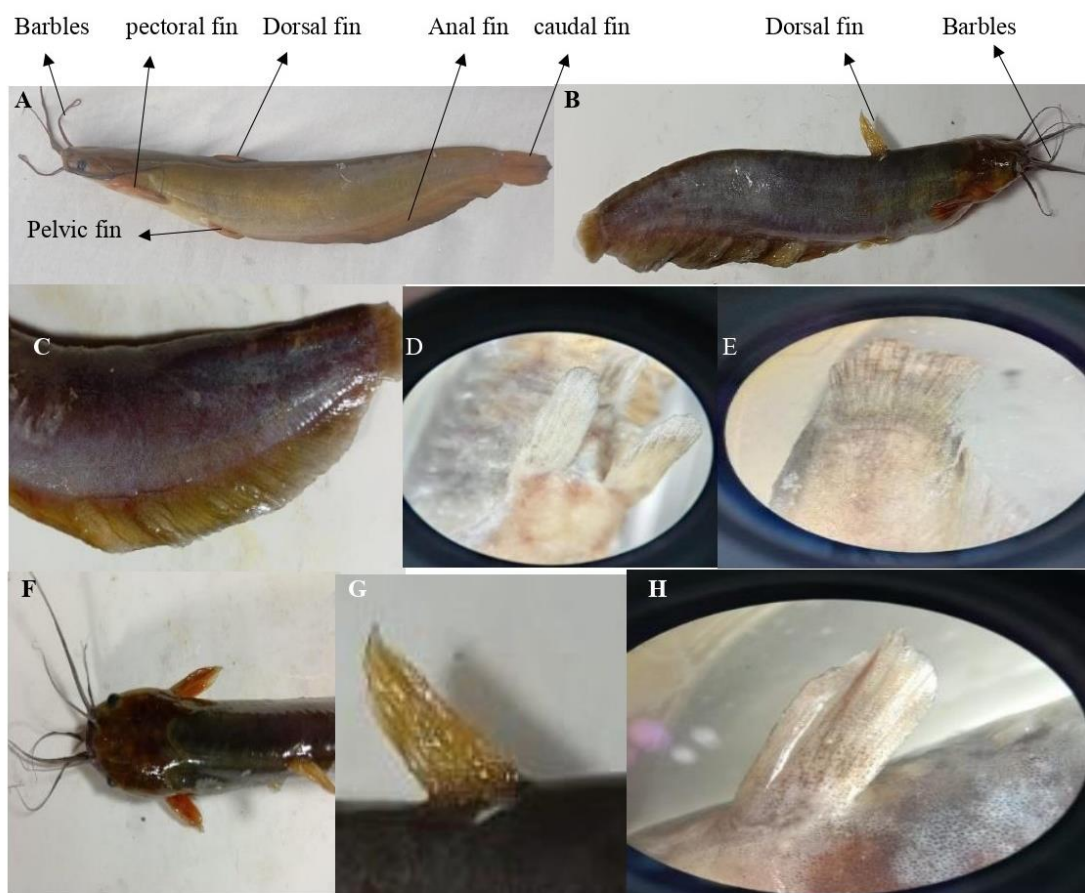 Barbles pectoral fin Dorsal fin Anal fin caudal fin Dorsal fin Barbles
A
B
Pelvic fin
C
D
E
F
G
H